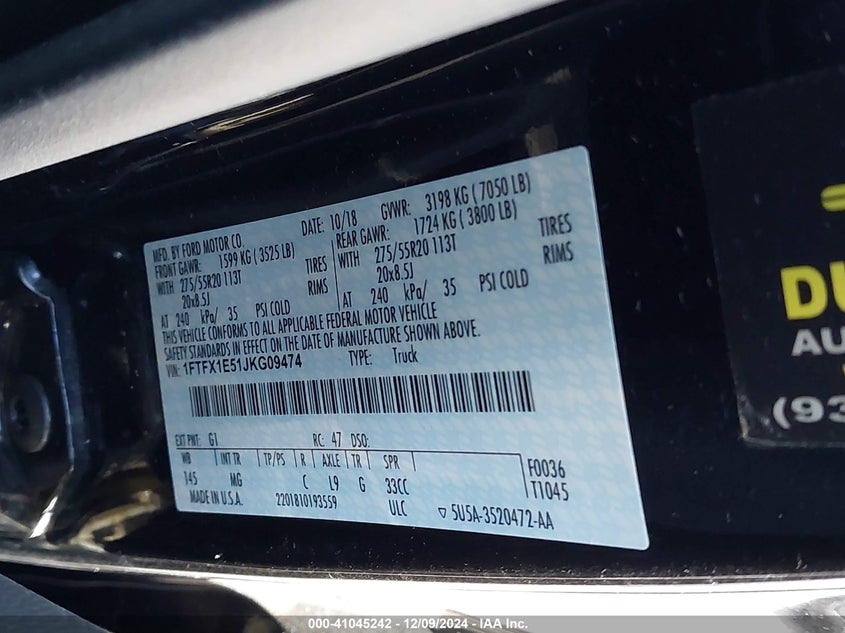 MFD. BY FORD MOTOR CO.
DATE: 10/18 GVWR: 3198 KG ( 7050 LB)
FRONT GAWR: 1599 KG ( 3525 LB)
REAR GAWR: 1724 KG ( 3800 LB)
WITH 275/55R20 113T TIRES
WITH 275/55R20 113T TIRES
20x8.5J RIMS
20x8.5J RIMS
AT 240 kPa/ 35 PSI COLD
AT 240 kPa/ 35 PSI COLD
THIS VEHICLE CONFORMS TO ALL APPLICABLE FEDERAL MOTOR VEHICLE
SAFETY STANDARDS IN EFFECT ON THE DATE OF MANUFACTURE SHOWN ABOVE.
VIN: 1FTFX1E51JKG09474 TYPE: Truck
EXT PNT: G1 RC: 47 DSO:
WB INT TR TP/PS R AXLE TR SPR
145 MG C L9 G 33CC
F0036
T1045
MADE IN U.S.A. 2201810193559 ULC
5U5A-3520472-AA
DU
AU
(93
000-41045242 - 12/09/2024 - IAA Inc.